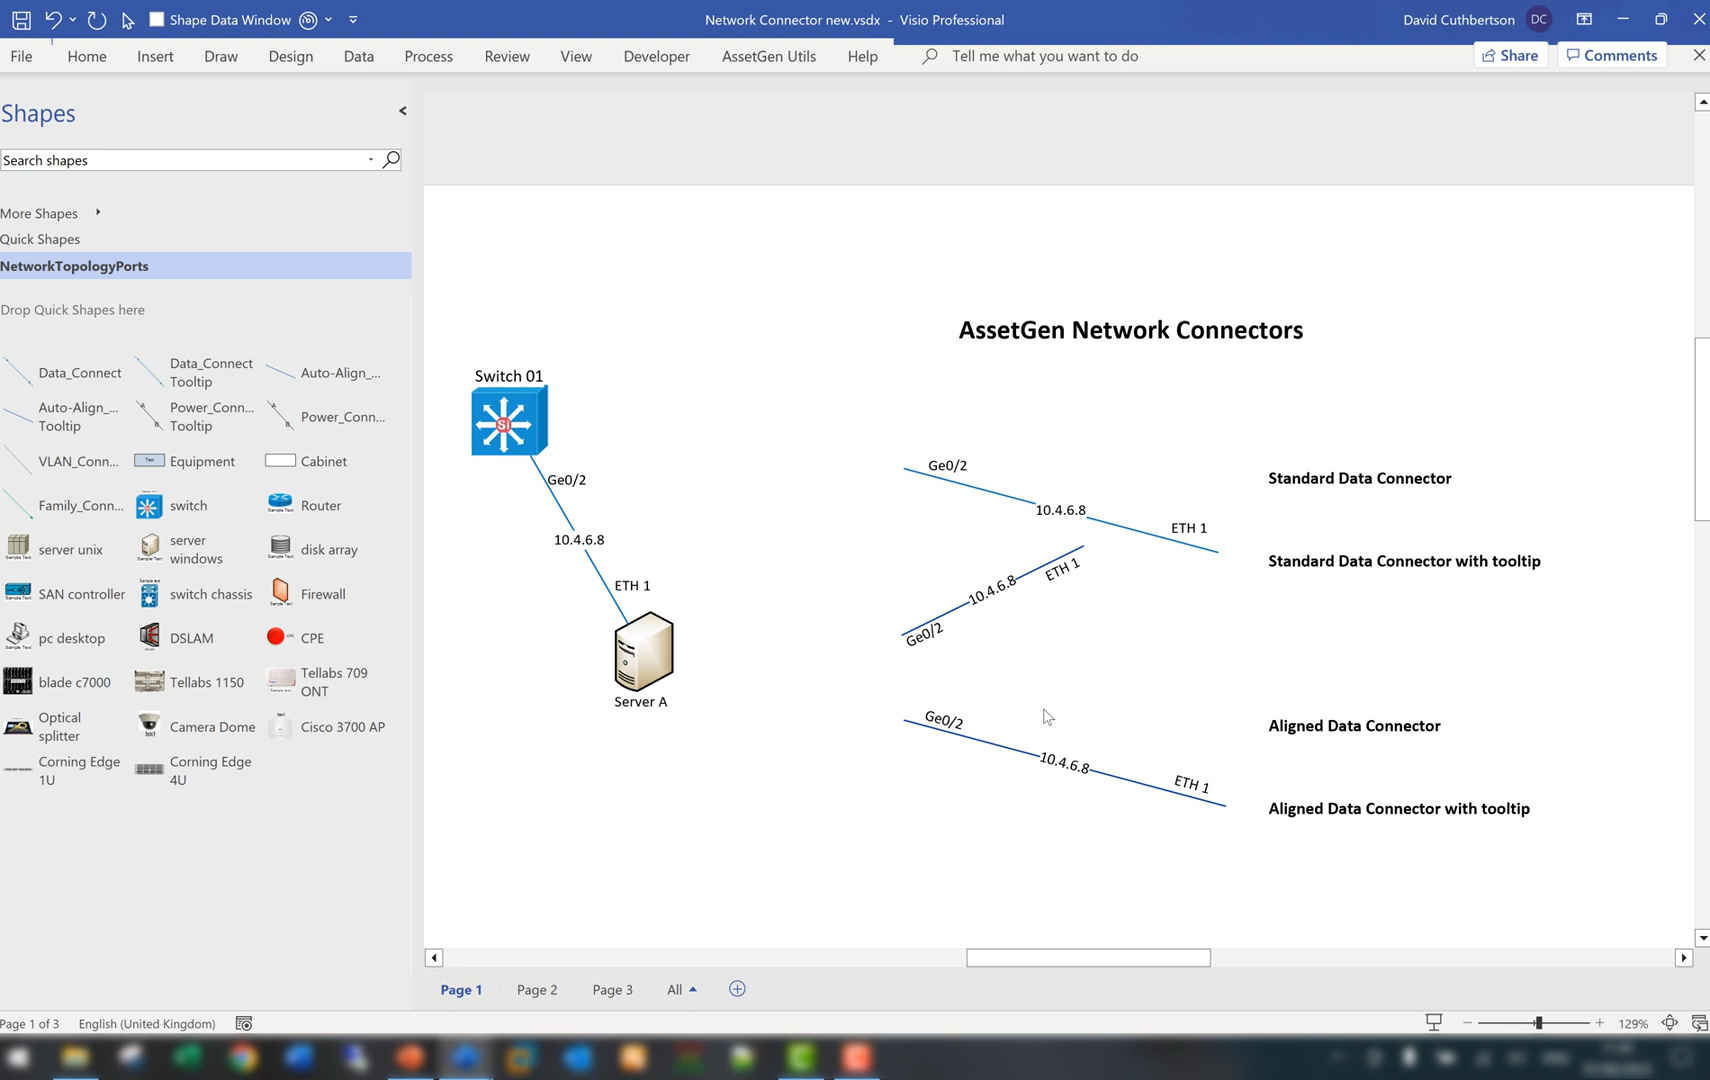 Shape Data Window
Network Connector new.vsdx - Visio Professional
David Cuthbertson
DC
File
Home
Insert
Draw
Design
Data
Process
Review
View
Developer
AssetGen Utils
Help
Tell me what you want to do
Share
Comments
Shapes
Search shapes
More Shapes
Quick Shapes
NetworkTopologyPorts
Drop Quick Shapes here
Data_Connect
Data_Connect
Tooltip
Auto-Align_...
Auto-Align_...
Tooltip
Power_Conn...
Tooltip
Power_Conn...
VLAN_Conn...
Text
Equipment
Cabinet
Family_Conn...
switch
Router
server unix
server
windows
disk array
SAN controller
switch chassis
Firewall
pc desktop
DSLAM
CPE
CPE
blade c7000
Tellabs 1150
Tellabs 709
ONT
Optical
splitter
Camera Dome
text
text
Cisco 3700 AP
Corning Edge
1U
Corning Edge
4U
AssetGen Network Connectors
Switch 01
Si
Ge0/2
10.4.6.8
ETH 1
Server A
Ge0/2
10.4.6.8
ETH 1
Standard Data Connector
Standard Data Connector with tooltip
Ge0/2
10.4.6.8
ETH 1
Ge0/2
10.4.6.8
ETH 1
Aligned Data Connector
Aligned Data Connector with tooltip
Page 1
Page 2
Page 3
All
Page 1 of 3
English (United Kingdom)
129%